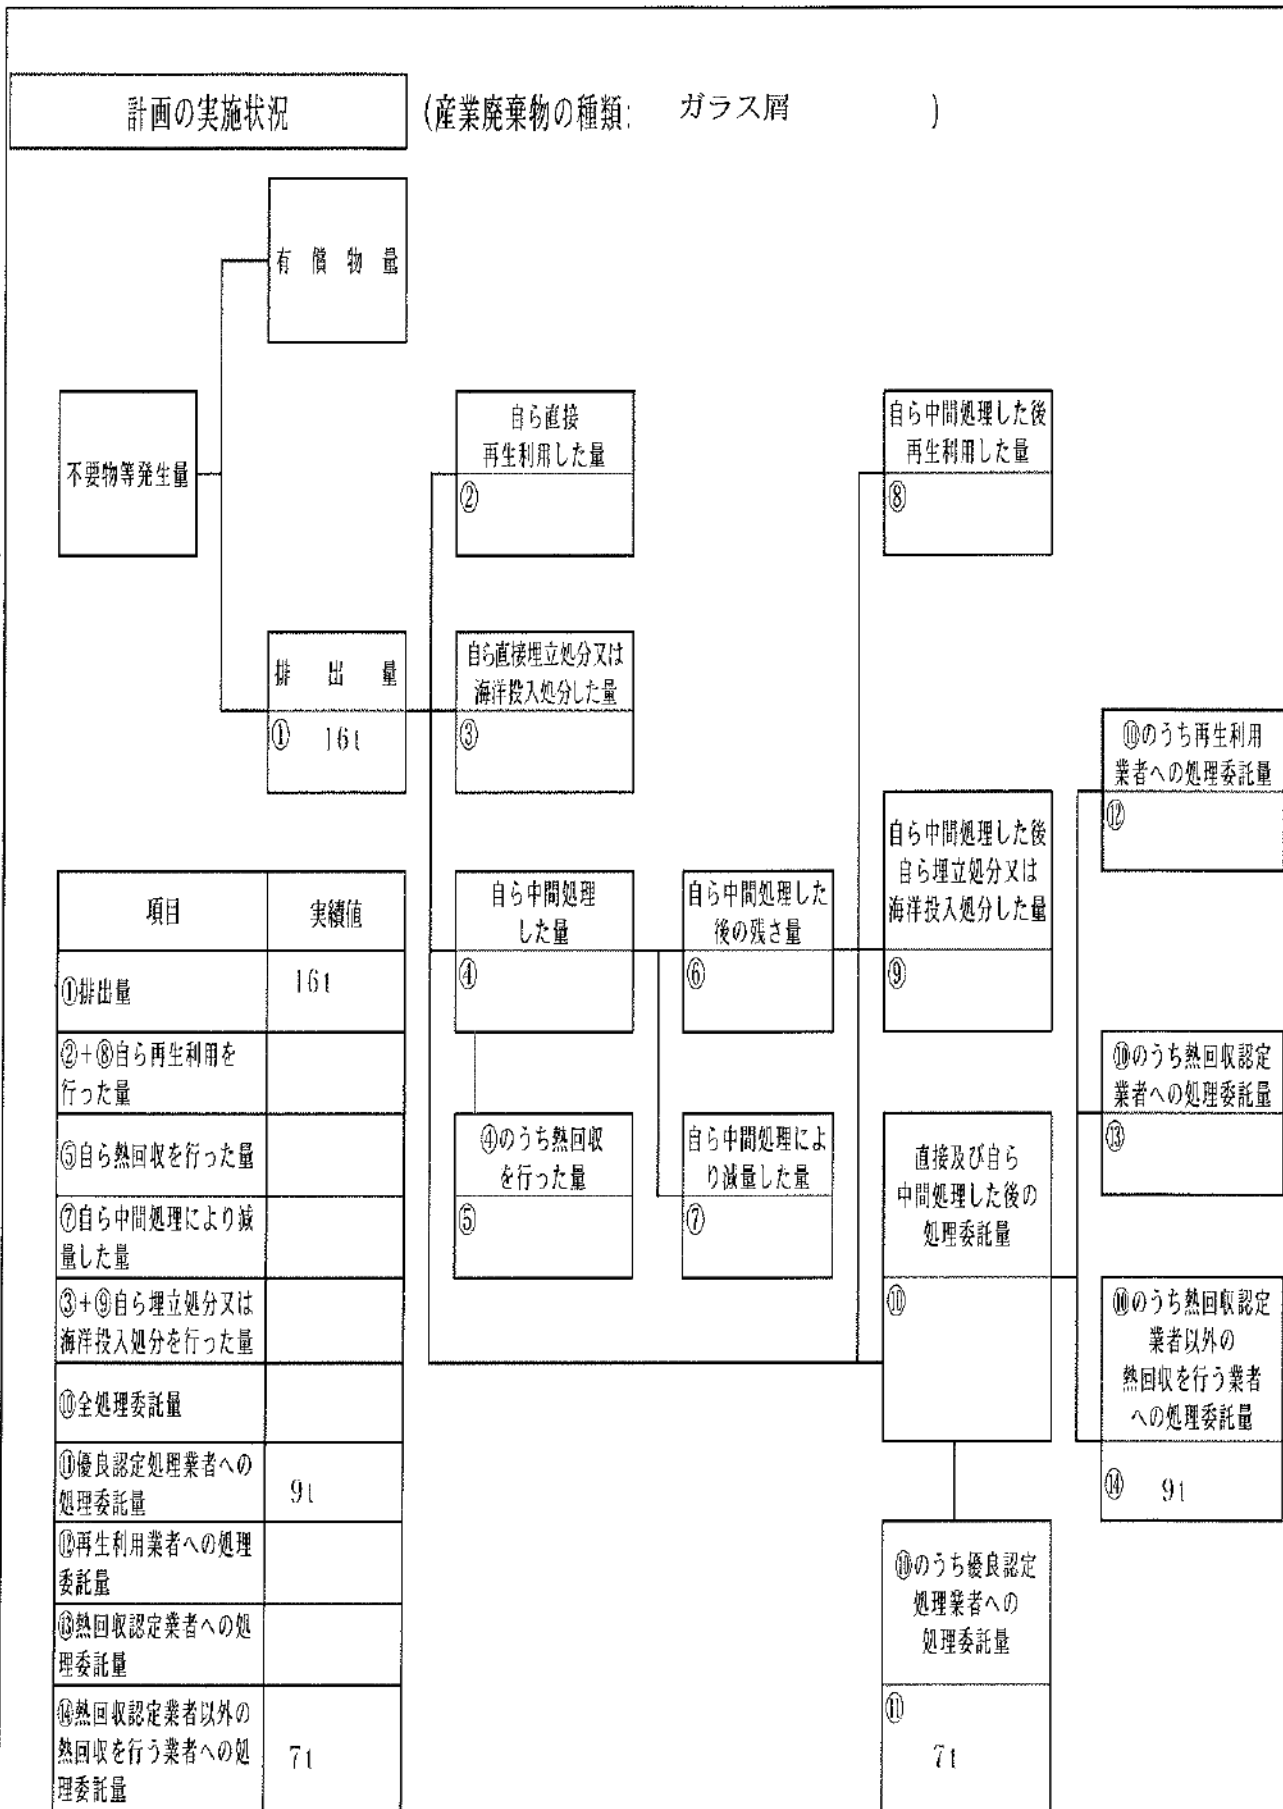 計画の実施状況
(産業廃棄物の種類: ガラス屑 )
有償物量
不要物等発生量
自ら直接
再生利用した量
②
自ら中間処理した後
再生利用した量
⑧
排出量
① 16t
自ら直接埋立処分又は
海洋投入処分した量
③
⑩のうち再生利用
業者への処理委託量
⑫
自ら中間処理した後
自ら埋立処分又は
海洋投入処分した量
⑨
自ら中間処理
した量
④
自ら中間処理した
後の残さ量
⑥
⑩のうち熱回収認定
業者への処理委託量
⑬
④のうち熱回収
を行った量
⑤
自ら中間処理によ
り減量した量
⑦
直接及び自ら
中間処理した後の
処理委託量
⑩
⑩のうち熱回収認定
業者以外の
熱回収を行う業者
への処理委託量
⑭ 9t
⑩のうち優良認定
処理業者への
処理委託量
⑪
7t
項目 実績値
①排出量 16t
②+⑧自ら再生利用を
行った量
⑤自ら熱回収を行った量
⑦自ら中間処理により減
量した量
③+⑨自ら埋立処分又は
海洋投入処分を行った量
⑩全処理委託量
⑪優良認定処理業者への
処理委託量 9t
⑫再生利用業者への処理
委託量
⑬熱回収認定業者への処
理委託量
⑭熱回収認定業者以外の
熱回収を行う業者への処
理委託量 7t